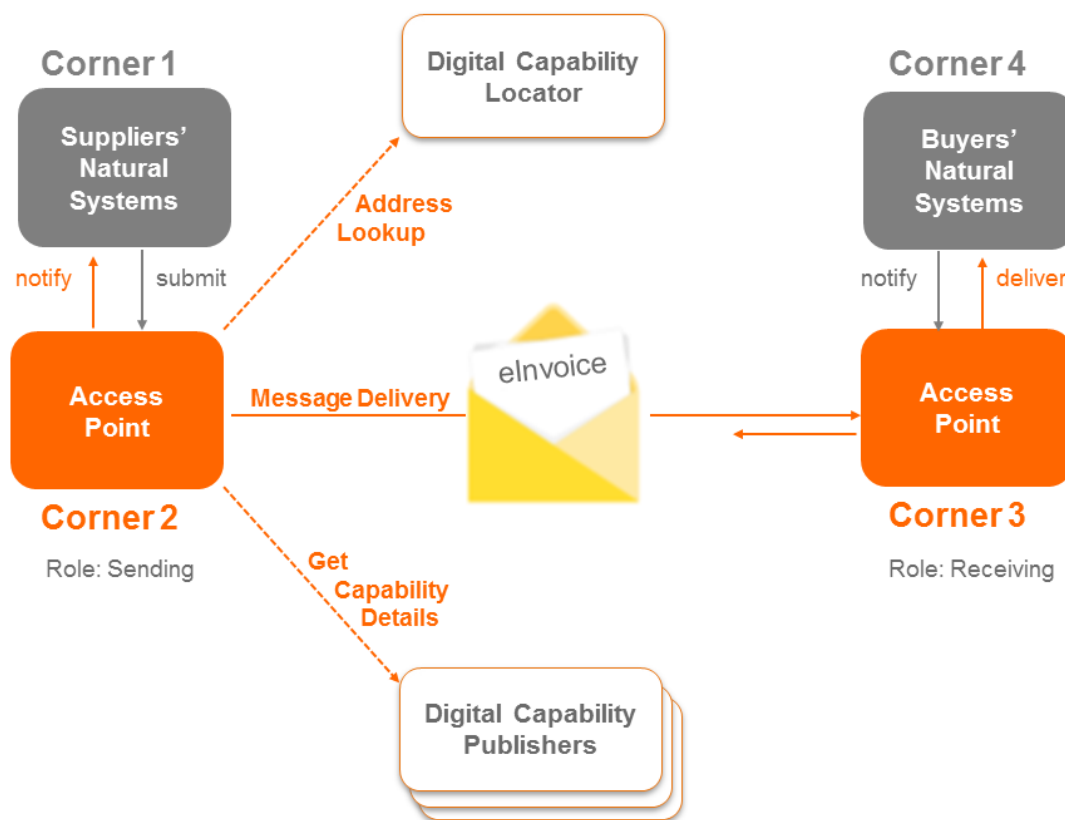 Corner 1
Suppliers'
Natural
Systems
notify
submit
Digital Capability
Locator
Address
Lookup
Corner 4
Buyers'
Natural
Systems
notify
deliver
Access
Point
Corner 2
Role: Sending
Message Delivery
eInvoice
Access
Point
Corner 3
Role: Receiving
Get
Capability
Details
Digital Capability
Publishers